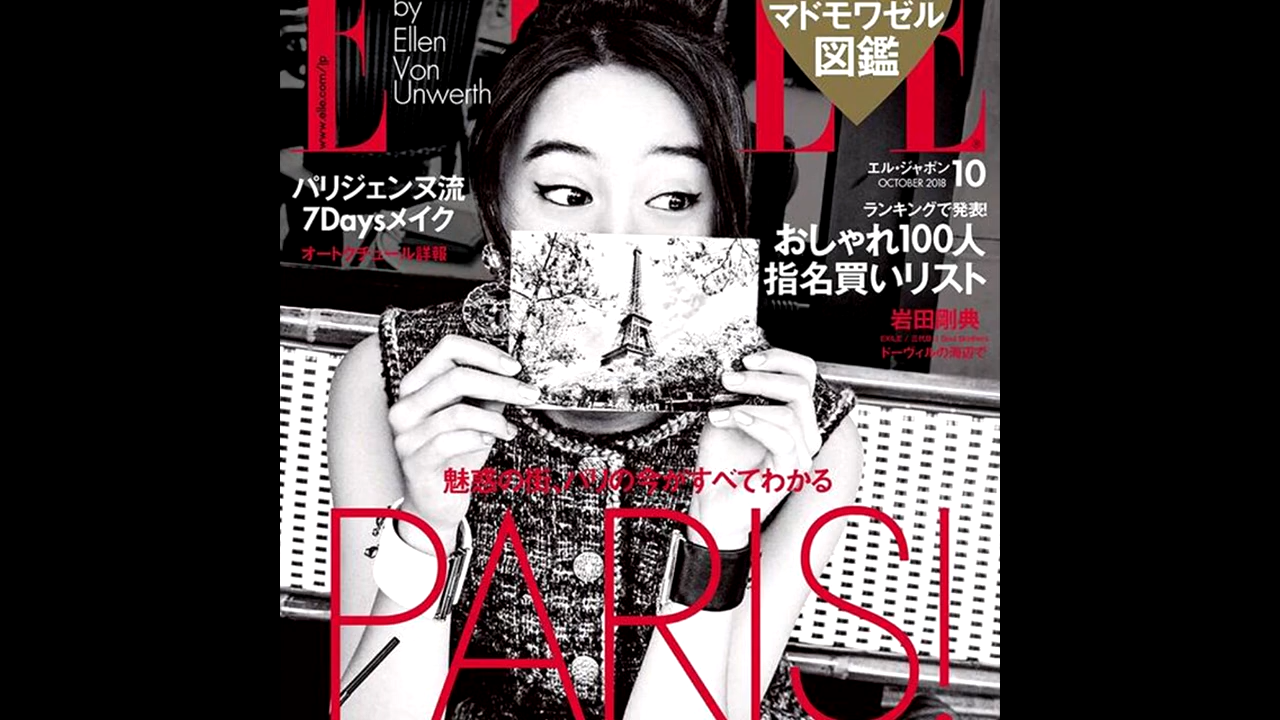 ELLE
by
Ellen
Von
Unwerth
www.elle.com/jp
マドモワゼル
図鑑
パリジェンヌ流
7Daysメイク
オートクチュール詳報
エル・ジャポン 10
OCTOBER 2018
ランキングで発表!
おしゃれ100人
指名買いリスト
岩田剛典
ドーヴィルの海辺で
魅惑の街、パリの今がすべてわかる
PARIS!